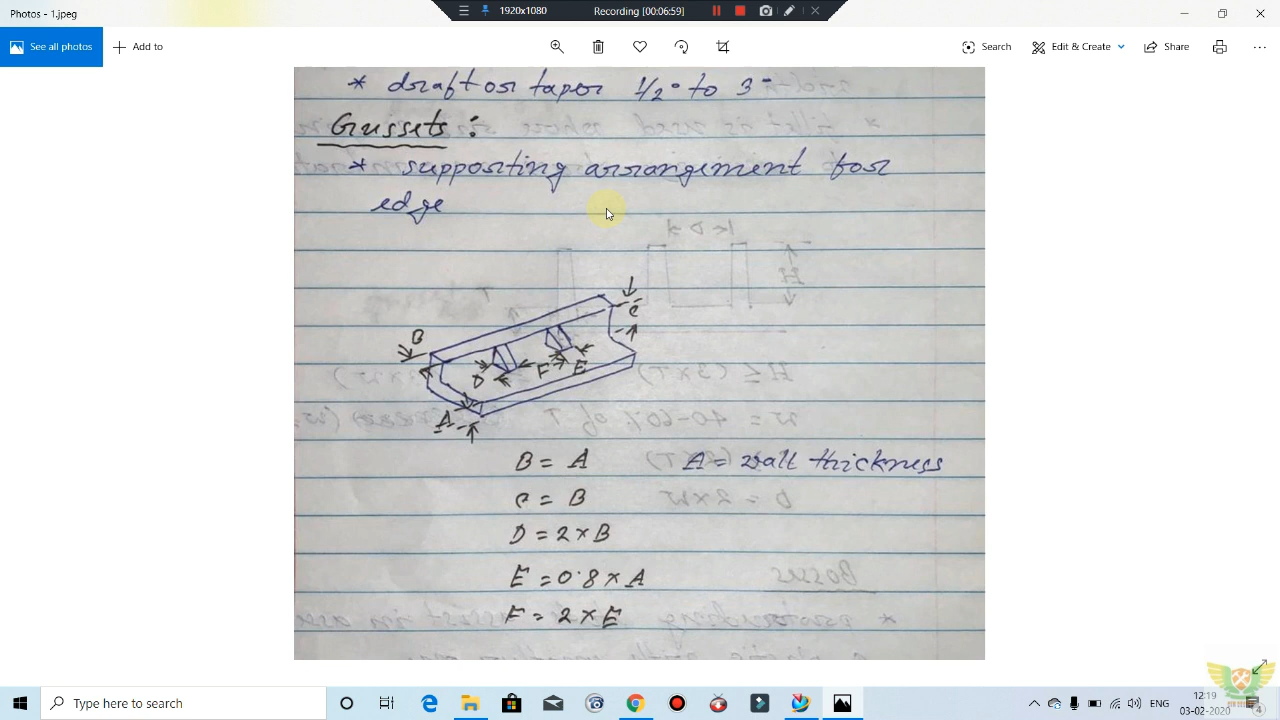 Photos - 1.jpeg
1920x1080
Recording [00:06:59]
See all photos
Add to
Search
Edit & Create
Share
* draft or taper 1/2° to 3°
Gussets :
* supporting arrangement for
edge
B
C
D
F
E
A
B = A
A = wall thickness
C = B
D = 2 × B
E = 0.8 × A
F = 2 × E
Type here to search
ENG
12:19
03-02-2020
4